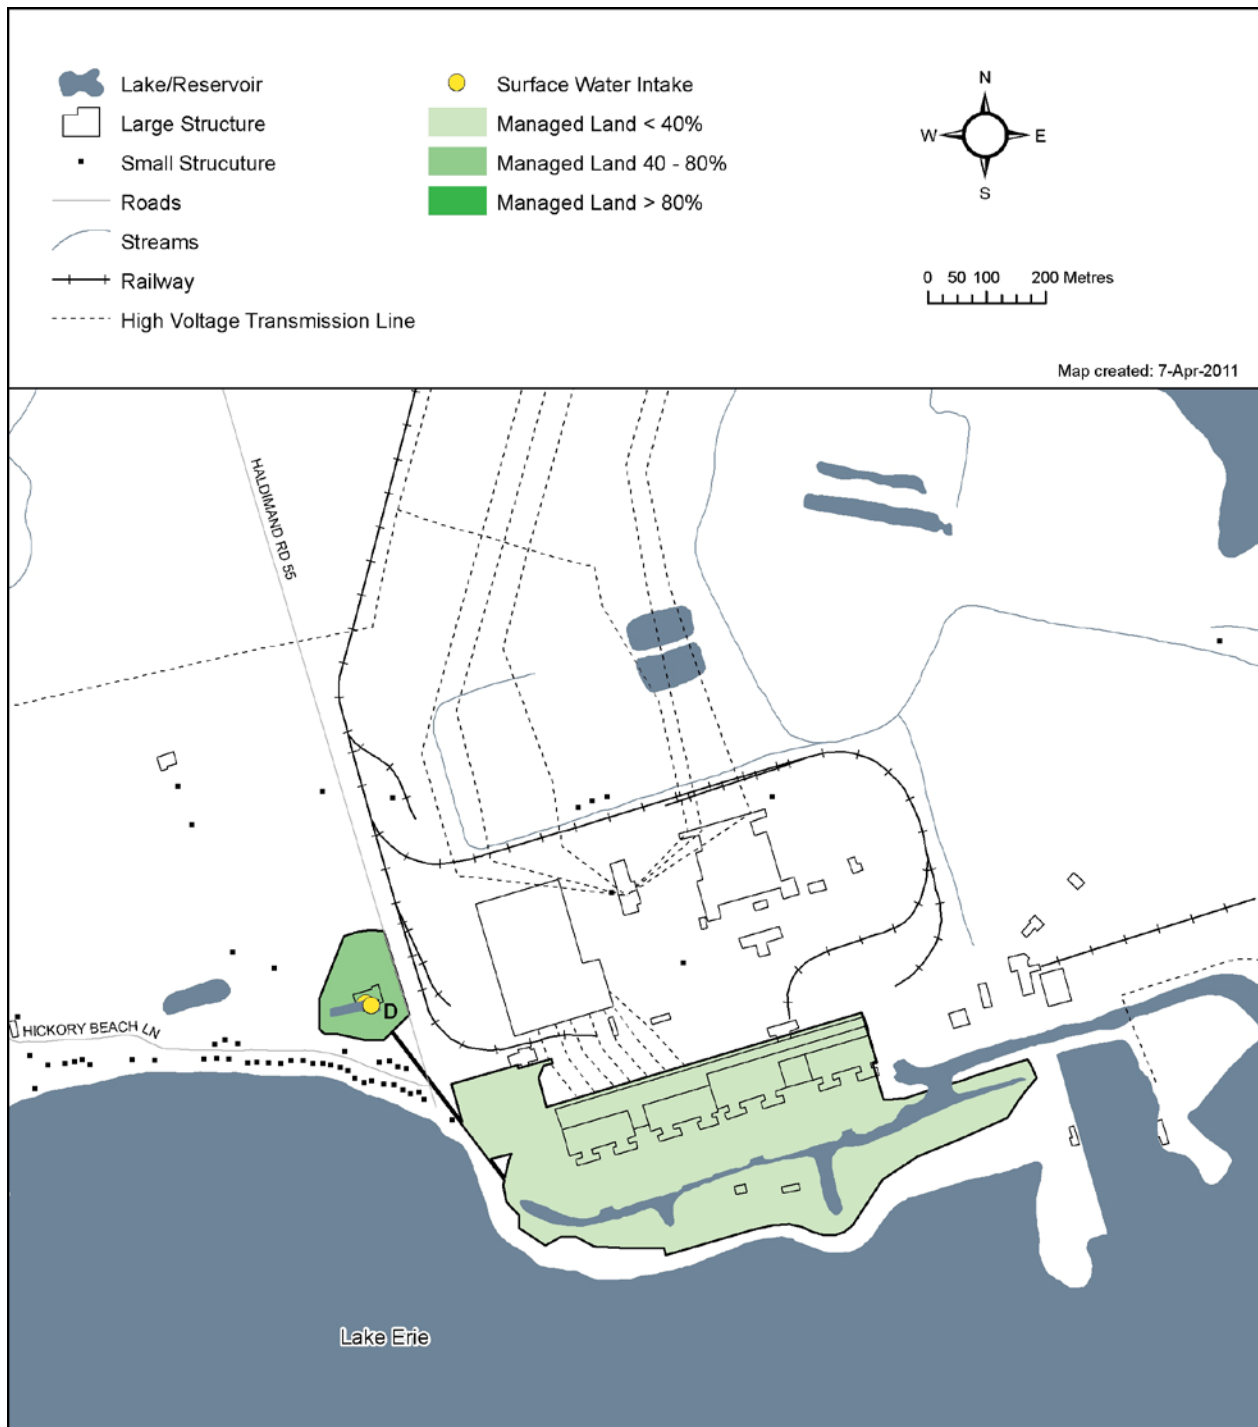 Lake/Reservoir
Large Structure
Small Strucuture
Roads
Streams
Railway
High Voltage Transmission Line
Surface Water Intake
Managed Land < 40%
Managed Land 40 - 80%
Managed Land > 80%
N
W E
S
0 50 100 200 Metres
Map created: 7-Apr-2011
HALDIMAND RD 55
D
HICKORY BEACH LN
Lake Erie